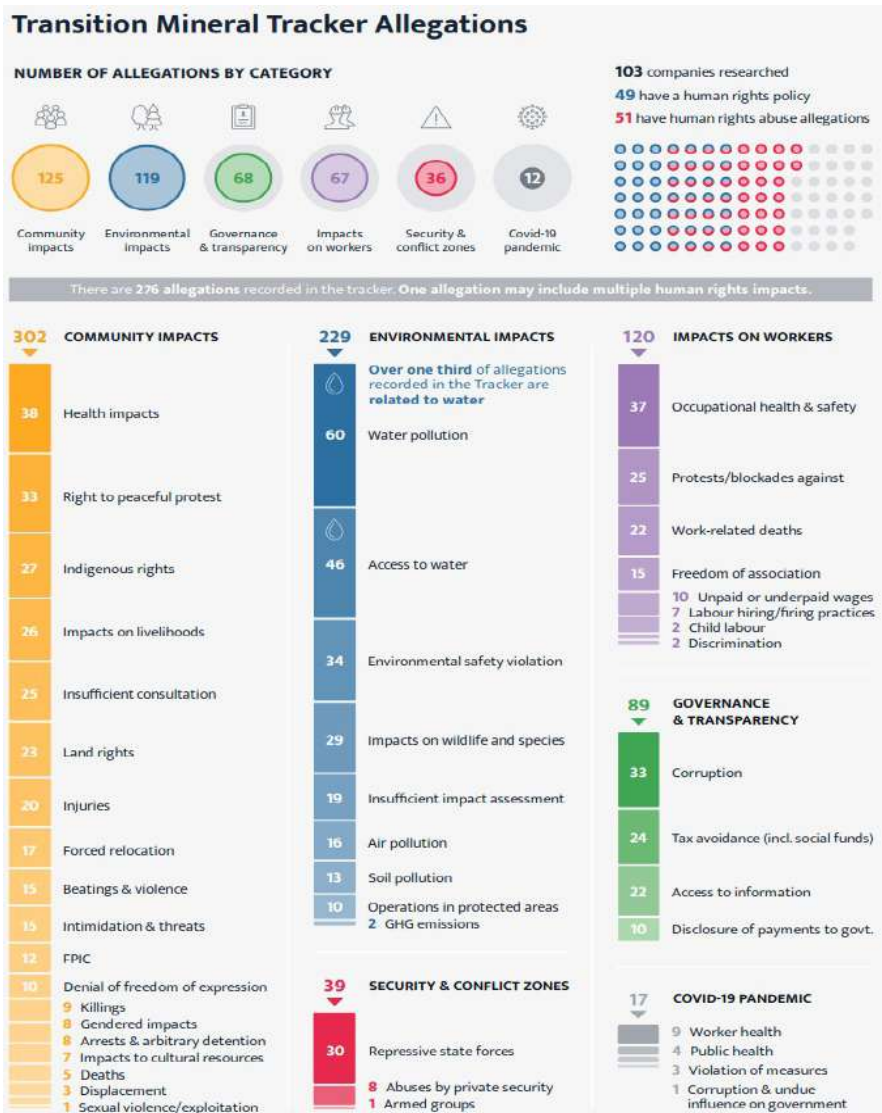 Transition Mineral Tracker Allegations
NUMBER OF ALLEGATIONS BY CATEGORY
103 companies researched
49 have a human rights policy
51 have human rights abuse allegations
125
119
68
67
36
12
Community
impacts
Environmental
impacts
Governance
& transparency
Impacts
on workers
Security &
conflict zones
Covid-19
pandemic
There are 276 allegations recorded in the tracker. One allegation may include multiple human rights impacts.
302 COMMUNITY IMPACTS
38 Health impacts
33 Right to peaceful protest
27 Indigenous rights
26 Impacts on livelihoods
25 Insufficient consultation
23 Land rights
20 Injuries
17 Forced relocation
15 Beatings & violence
15 Intimidation & threats
12 FPIC
10 Denial of freedom of expression
9 Killings
8 Gendered impacts
8 Arrests & arbitrary detention
7 Impacts to cultural resources
5 Deaths
3 Displacement
1 Sexual violence/exploitation
229 ENVIRONMENTAL IMPACTS
Over one third of allegations
recorded in the Tracker are
related to water
60 Water pollution
46 Access to water
34 Environmental safety violation
29 Impacts on wildlife and species
19 Insufficient impact assessment
16 Air pollution
13 Soil pollution
10 Operations in protected areas
2 GHG emissions
39 SECURITY & CONFLICT ZONES
30 Repressive state forces
8 Abuses by private security
1 Armed groups
120 IMPACTS ON WORKERS
37 Occupational health & safety
25 Protests/blockades against
22 Work-related deaths
15 Freedom of association
10 Unpaid or underpaid wages
7 Labour hiring/firing practices
2 Child labour
2 Discrimination
89 GOVERNANCE
& TRANSPARENCY
33 Corruption
24 Tax avoidance (incl. social funds)
22 Access to information
10 Disclosure of payments to govt.
17 COVID-19 PANDEMIC
9 Worker health
4 Public health
3 Violation of measures
1 Corruption & undue
influence on government